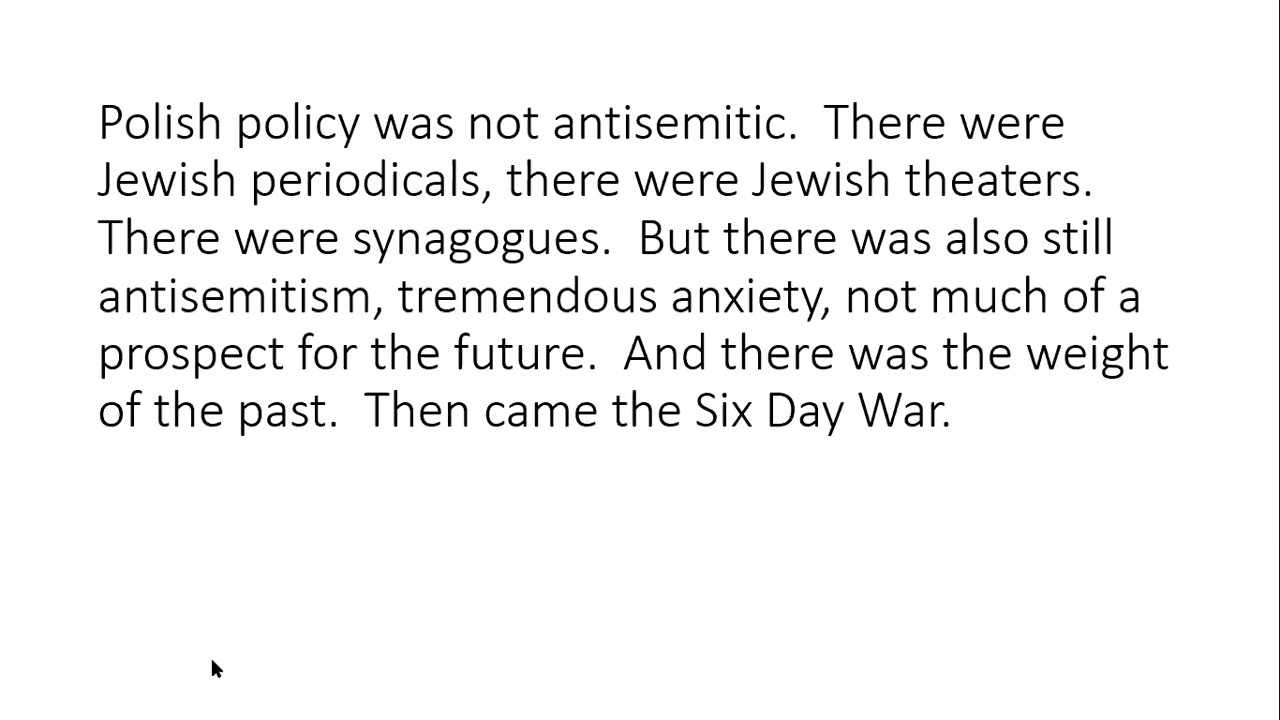 Polish policy was not antisemitic.  There were
Jewish periodicals, there were Jewish theaters.
There were synagogues.  But there was also still
antisemitism, tremendous anxiety, not much of a
prospect for the future.  And there was the weight
of the past.  Then came the Six Day War.